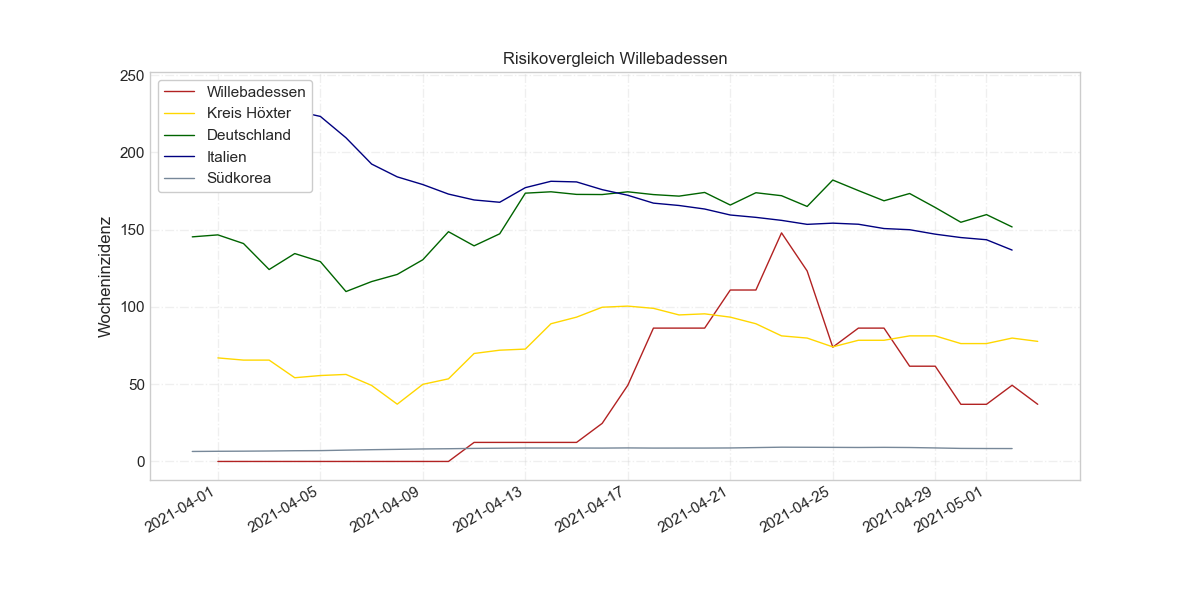 Risikovergleich Willebadessen
Wocheninzidenz
250
200
150
100
50
0
Willebadessen
Kreis Höxter
Deutschland
Italien
Südkorea
2021-04-01
2021-04-05
2021-04-09
2021-04-13
2021-04-17
2021-04-21
2021-04-25
2021-04-29
2021-05-01